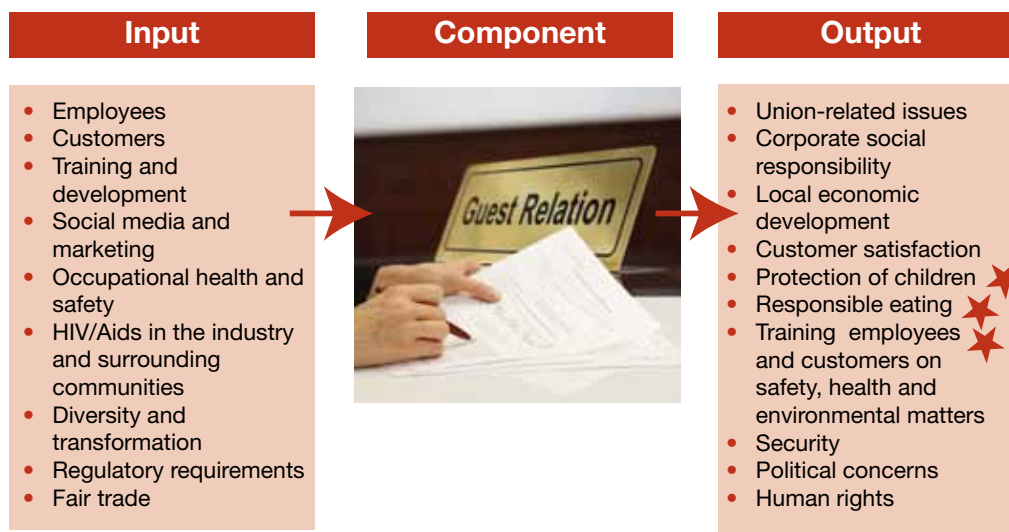 Input
Component
Output
• Employees
• Customers
• Training and
development
• Social media and
marketing
• Occupational health and
safety
• HIV/Aids in the industry
and surrounding
communities
• Diversity and
transformation
• Regulatory requirements
• Fair trade
Guest Relation
• Union-related issues
• Corporate social
responsibility
• Local economic
development
• Customer satisfaction
• Protection of children
• Responsible eating
• Training employees
and customers on
safety, health and
environmental matters
• Security
• Political concerns
• Human rights